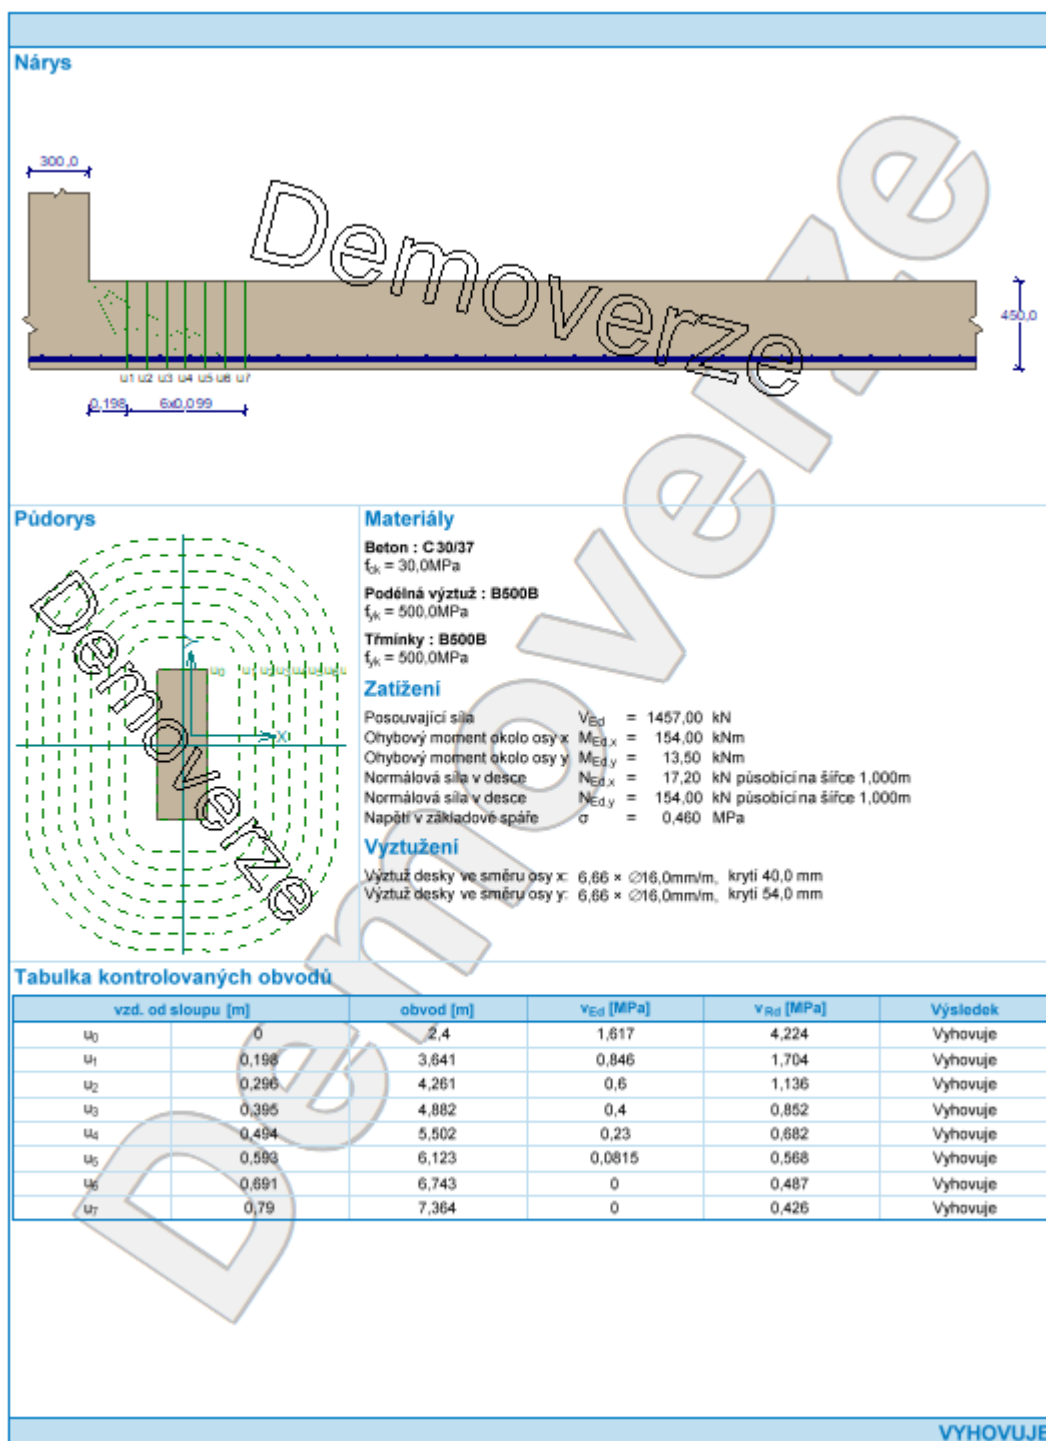 Nárys
300,0
450,0
u1 u2 u3 u4 u5 u6 u7
0,198 6x0,099
Demoverze
Demoverze
Půdorys
Y
X
u0 u1 u2 u3 u4 u5 u6 u
Demoverze
Materiály
Beton : C 30/37
fck = 30,0MPa
Podélná výztuž : B500B
fyk = 500,0MPa
Třmínky : B500B
fyk = 500,0MPa
Zatížení
Posouvající síla VEd = 1457,00 kN
Ohybový moment okolo osy x MEd,x = 154,00 kNm
Ohybový moment okolo osy y MEd,y = 13,50 kNm
Normálová síla v desce NEd,x = 17,20 kN působící na šířce 1,000m
Normálová síla v desce NEd,y = 154,00 kN působící na šířce 1,000m
Napětí v základové spáře σ = 0,460 MPa
Vyztužení
Výztuž desky ve směru osy x: 6,66 × ∅16,0mm/m, krytí 40,0 mm
Výztuž desky ve směru osy y: 6,66 × ∅16,0mm/m, krytí 54,0 mm
Tabulka kontrolovaných obvodů
vzd. od sloupu [m] obvod [m] vEd [MPa] vRd [MPa] Výsledek
u0 0 2,4 1,617 4,224 Vyhovuje
u1 0,198 3,641 0,846 1,704 Vyhovuje
u2 0,296 4,261 0,6 1,136 Vyhovuje
u3 0,395 4,882 0,4 0,852 Vyhovuje
u4 0,494 5,502 0,23 0,682 Vyhovuje
u5 0,593 6,123 0,0815 0,568 Vyhovuje
u6 0,691 6,743 0 0,487 Vyhovuje
u7 0,79 7,364 0 0,426 Vyhovuje
VYHOVUJE